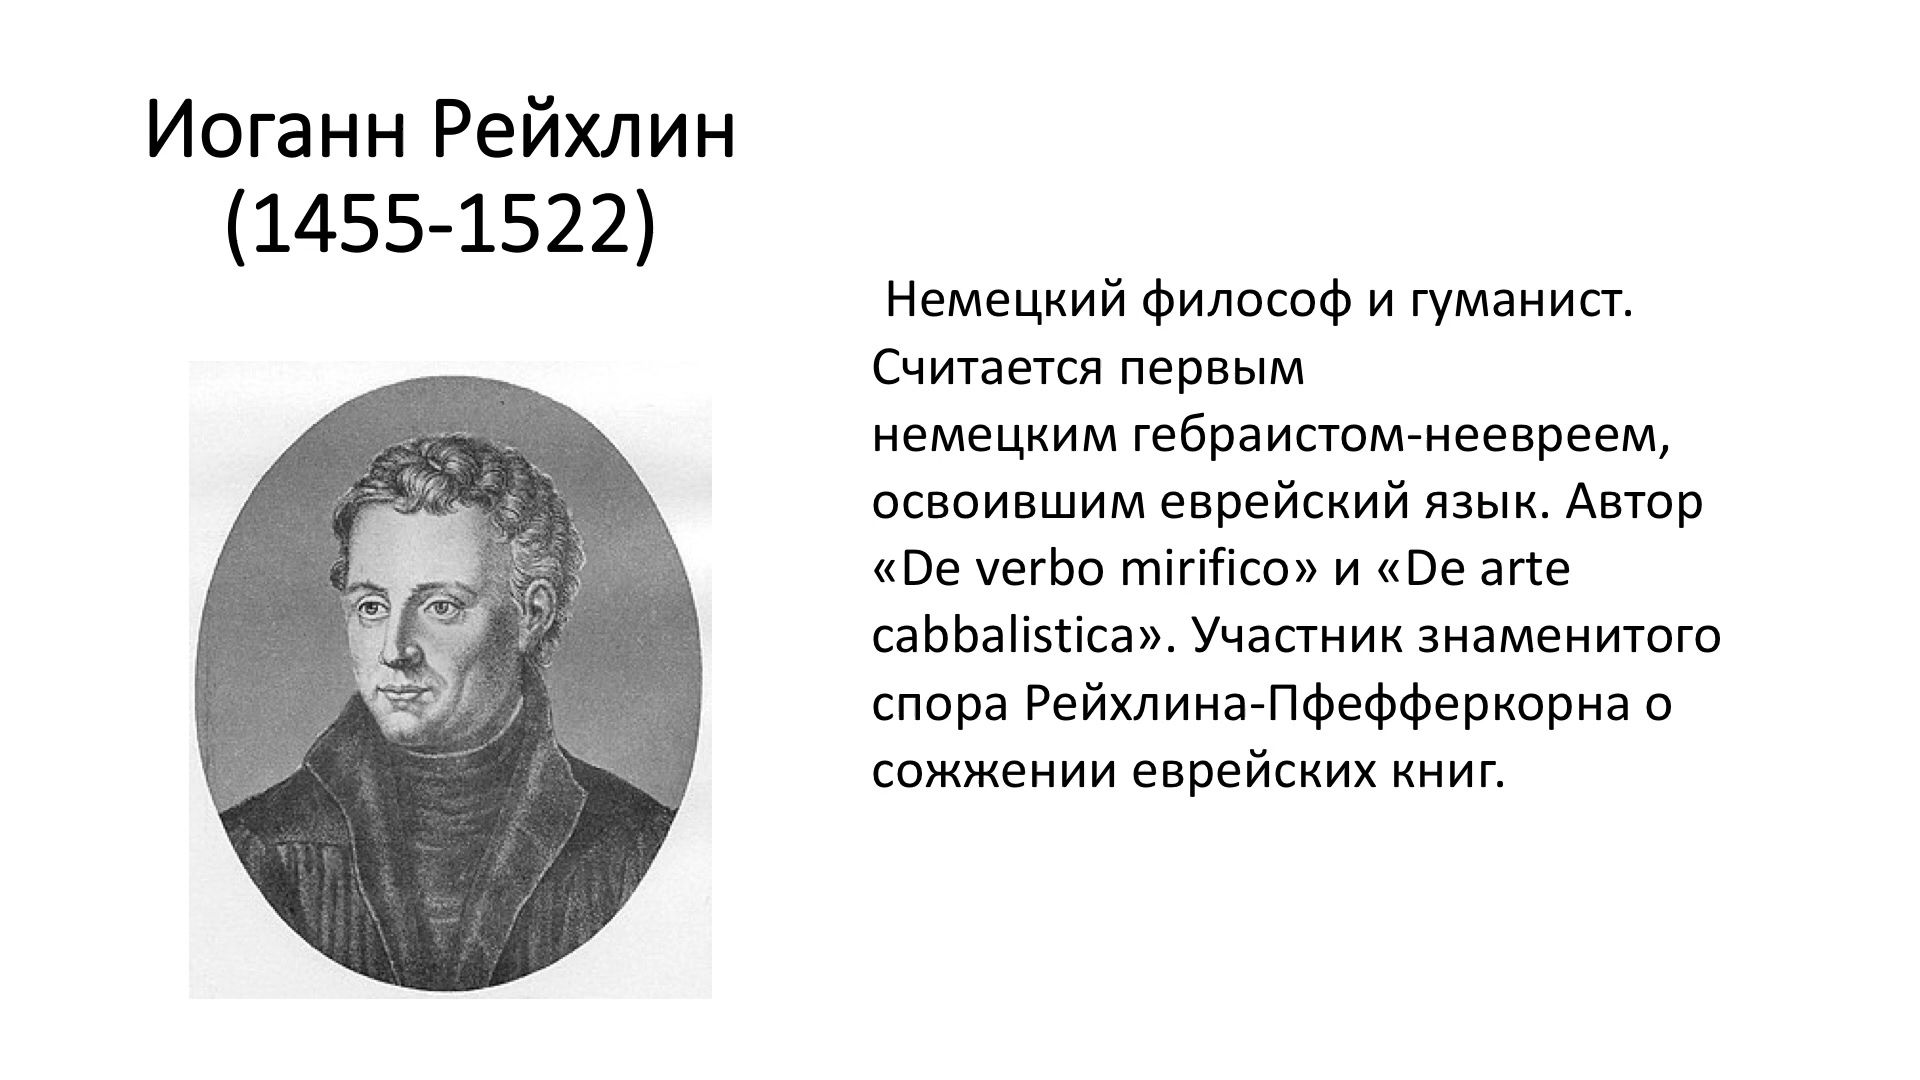 Иоганн Рейхлин
(1455-1522)
Немецкий философ и гуманист.
Считается первым
немецким гебраистом-неевреем,
освоившим еврейский язык. Автор
«De verbo mirifico» и «De arte
cabbalistica». Участник знаменитого
спора Рейхлина-Пфефферкорна о
сожжении еврейских книг.